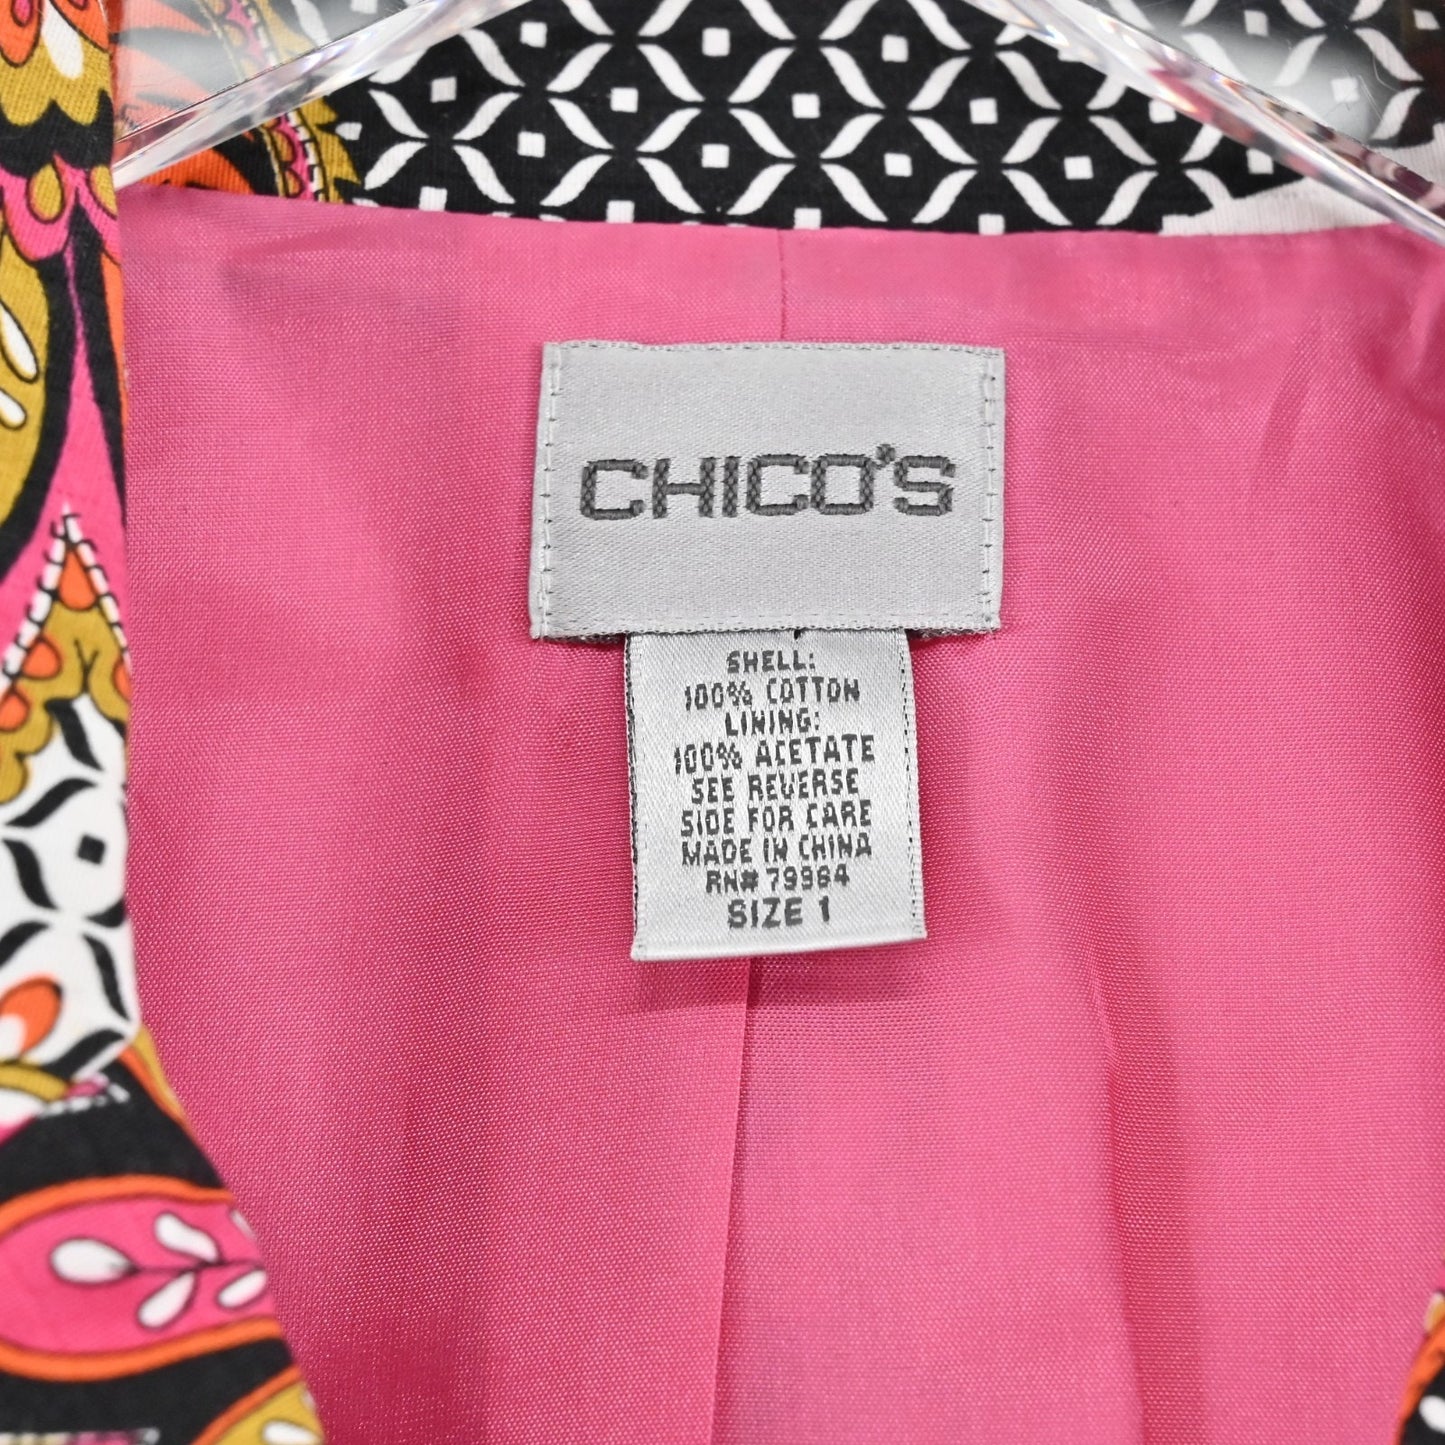 CHICO'S
SHELL:
100% COTTON
LINING:
100% ACETATE
SEE REVERSE
SIDE FOR CARE
MADE IN CHINA
RN# 79984
SIZE 1